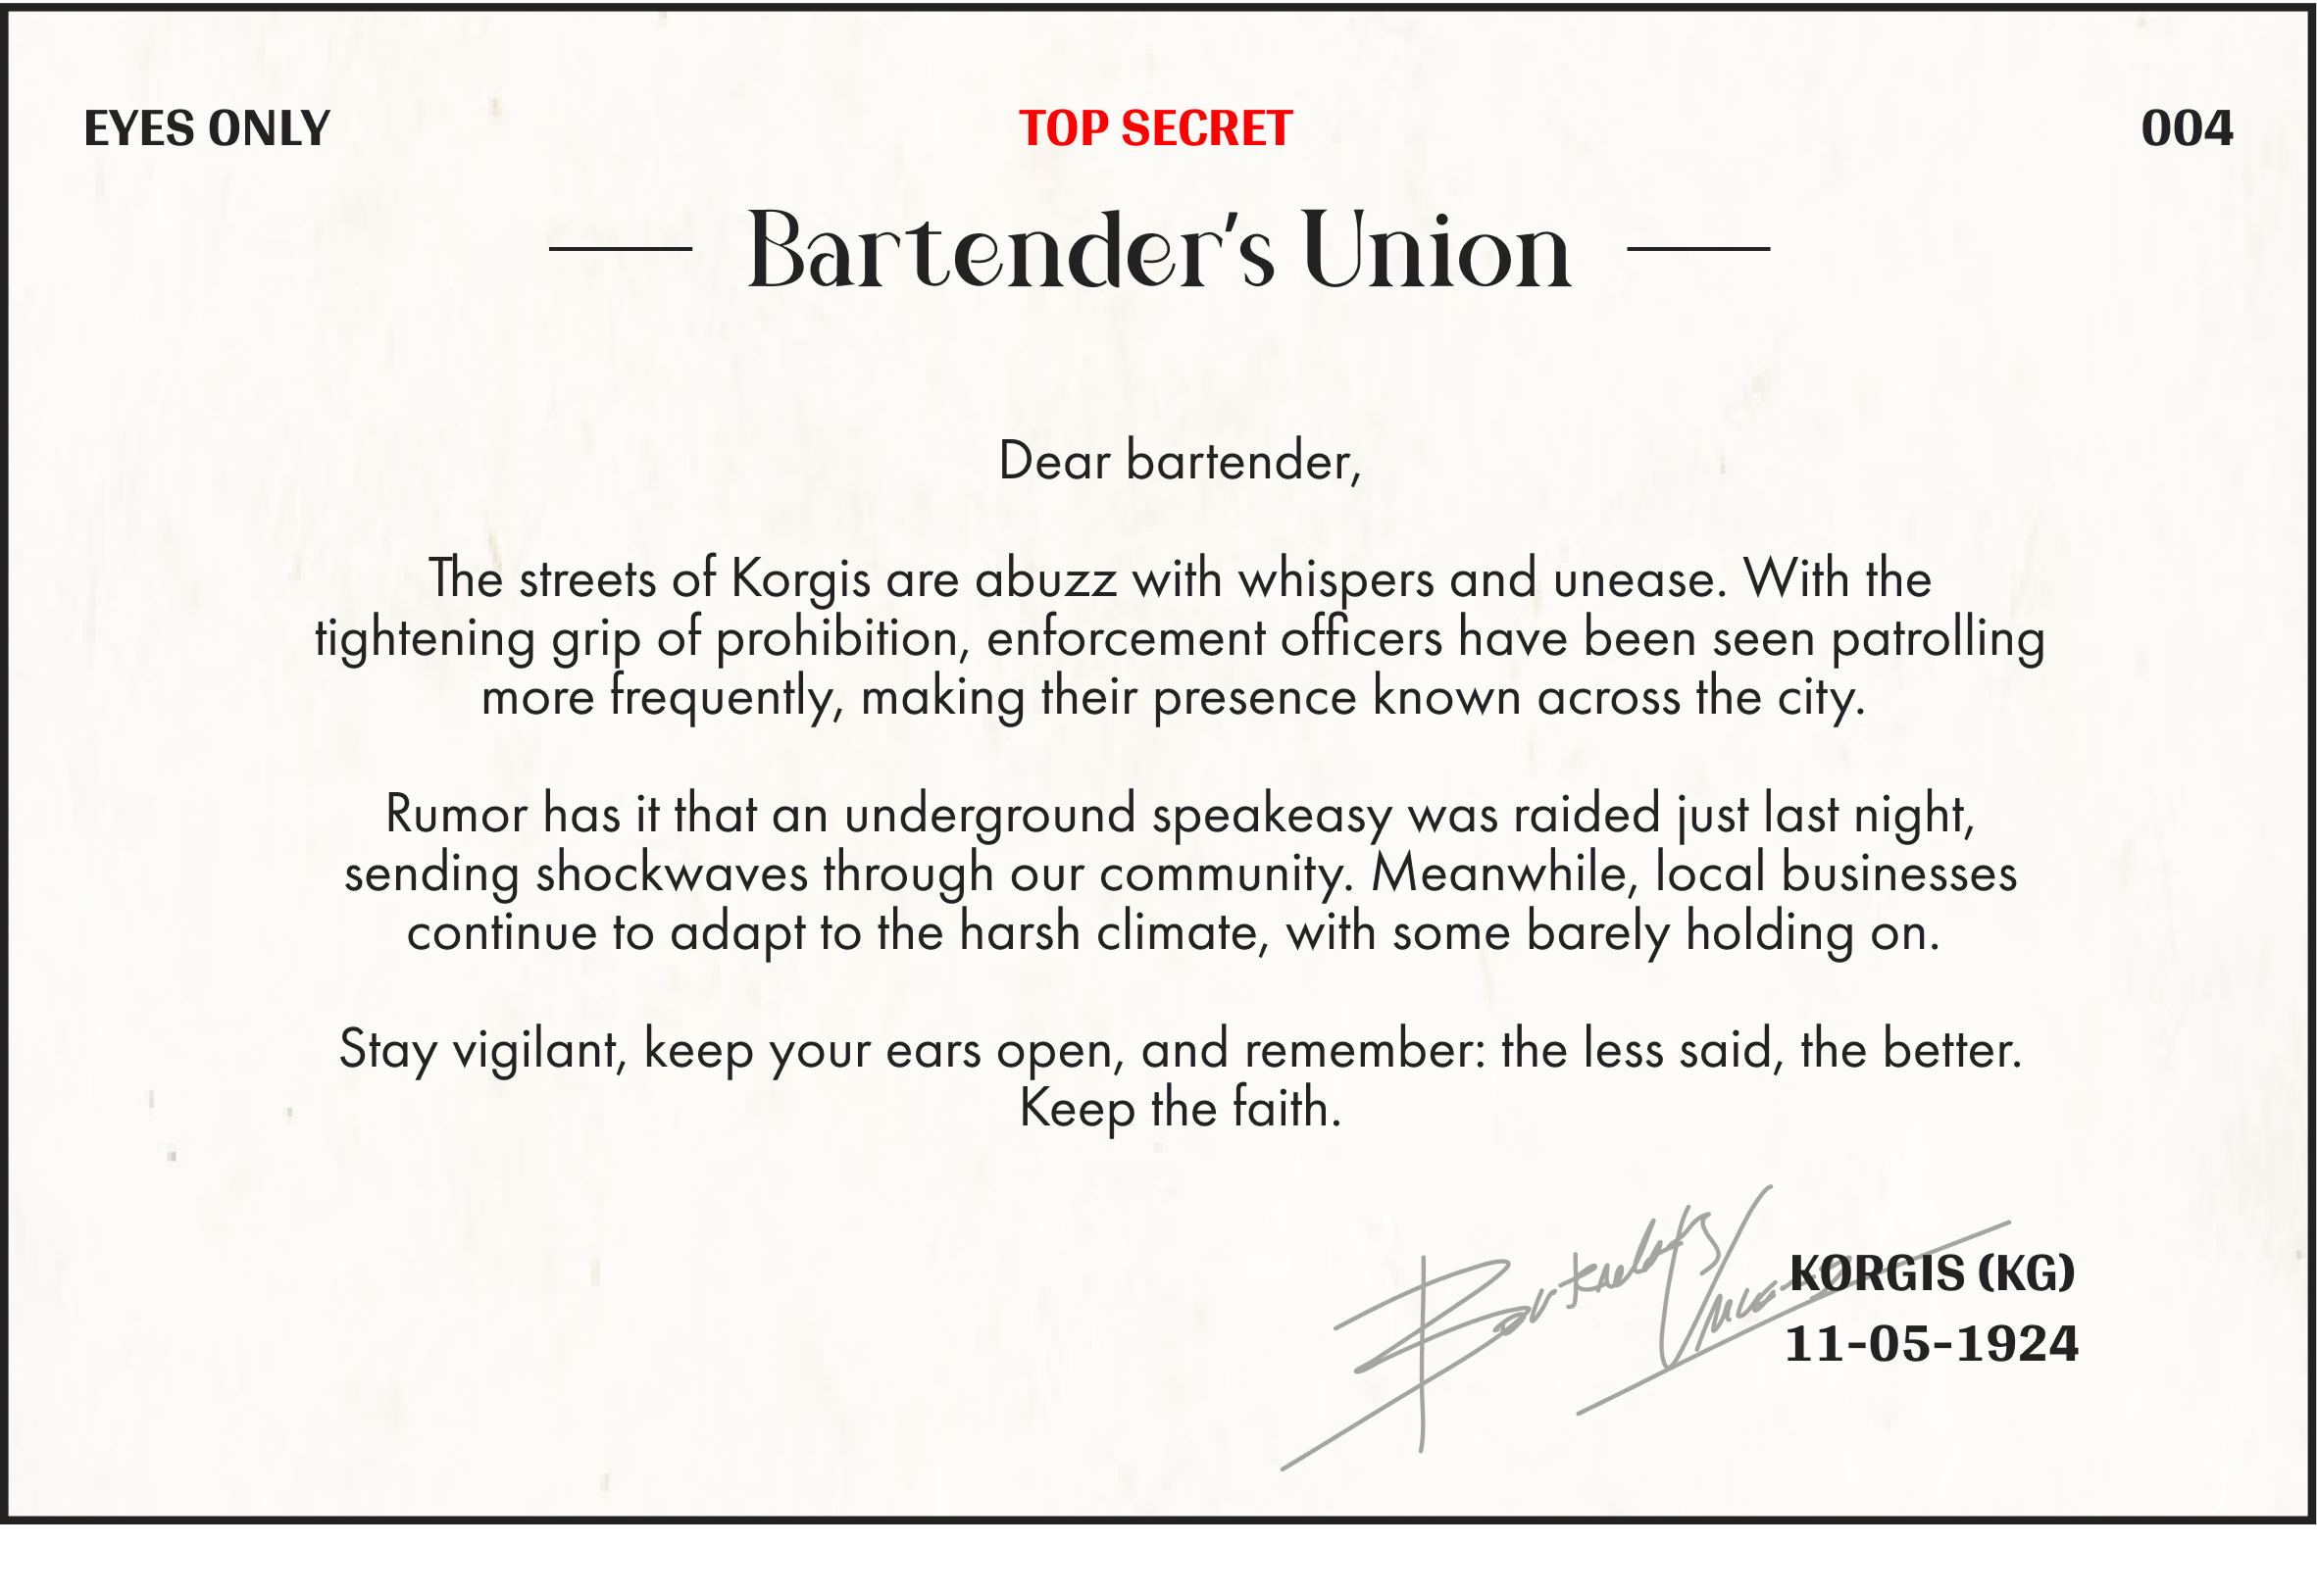 EYES ONLY TOP SECRET 004
Bartender's Union
Dear bartender,
The streets of Korgis are abuzz with whispers and unease. With the
tightening grip of prohibition, enforcement officers have been seen patrolling
more frequently, making their presence known across the city.
Rumor has it that an underground speakeasy was raided just last night,
sending shockwaves through our community. Meanwhile, local businesses
continue to adapt to the harsh climate, with some barely holding on.
Stay vigilant, keep your ears open, and remember: the less said, the better.
Keep the faith.
Bartender's Union
KORGIS (KG)
11-05-1924